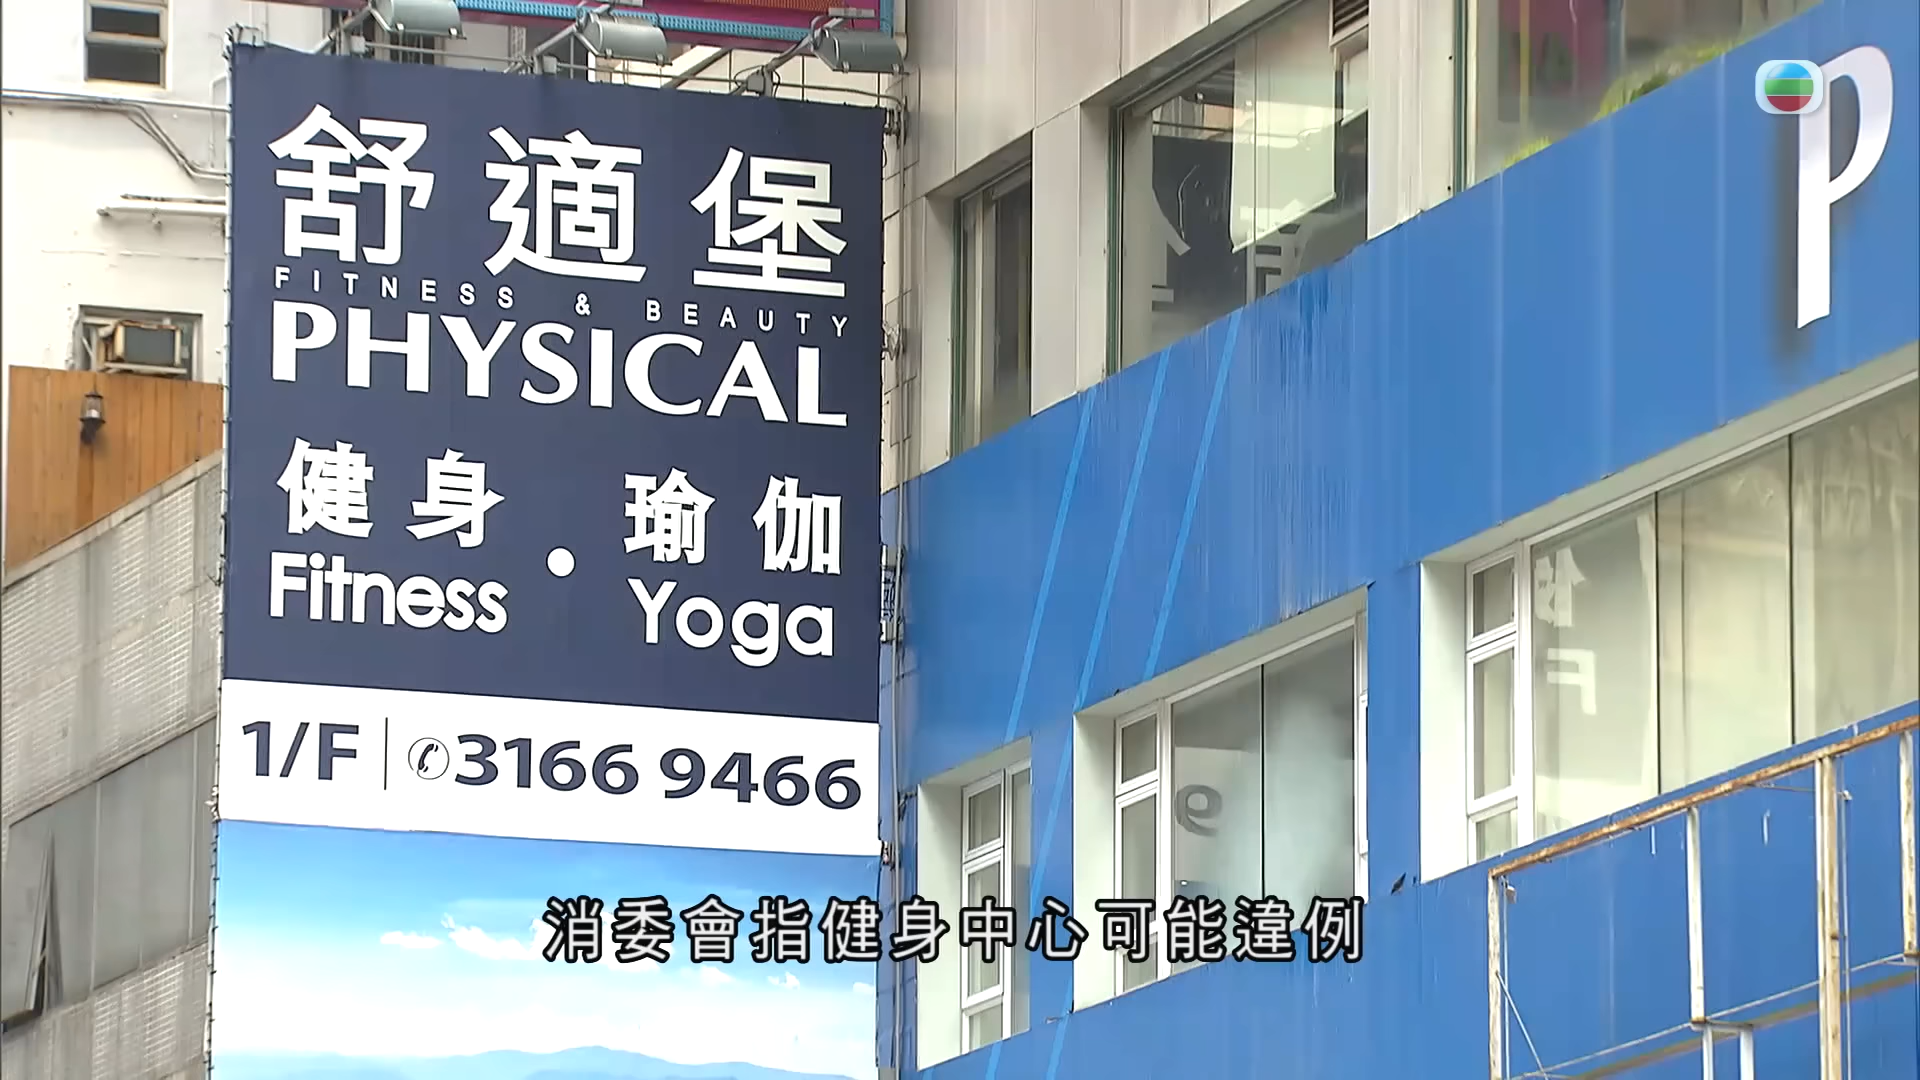 舒適堡
FITNESS & BEAUTY
PHYSICAL
健身・瑜伽
Fitness Yoga
1/F 3166 9466
P
消委會指健身中心可能違例